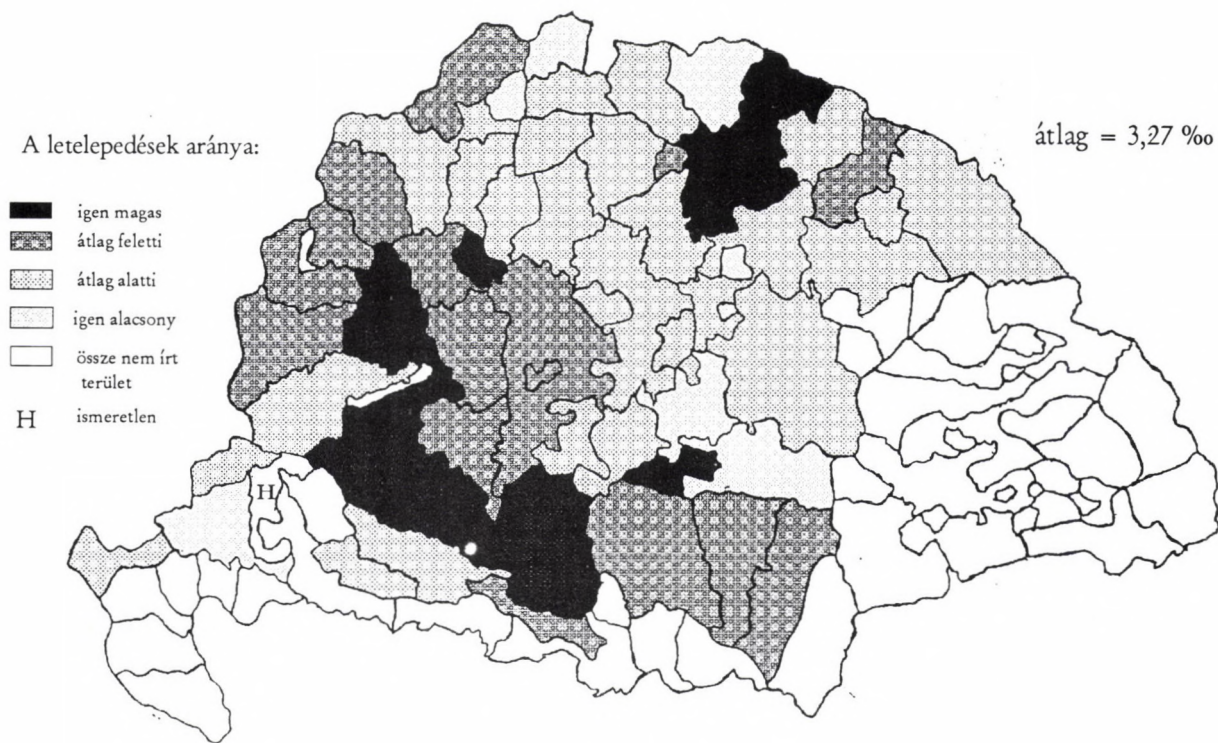 A letelepedések aránya:
átlag = 3,27 ‰
igen magas
átlag feletti
átlag alatti
igen alacsony
össze nem írt
terület
H ismeretlen
H